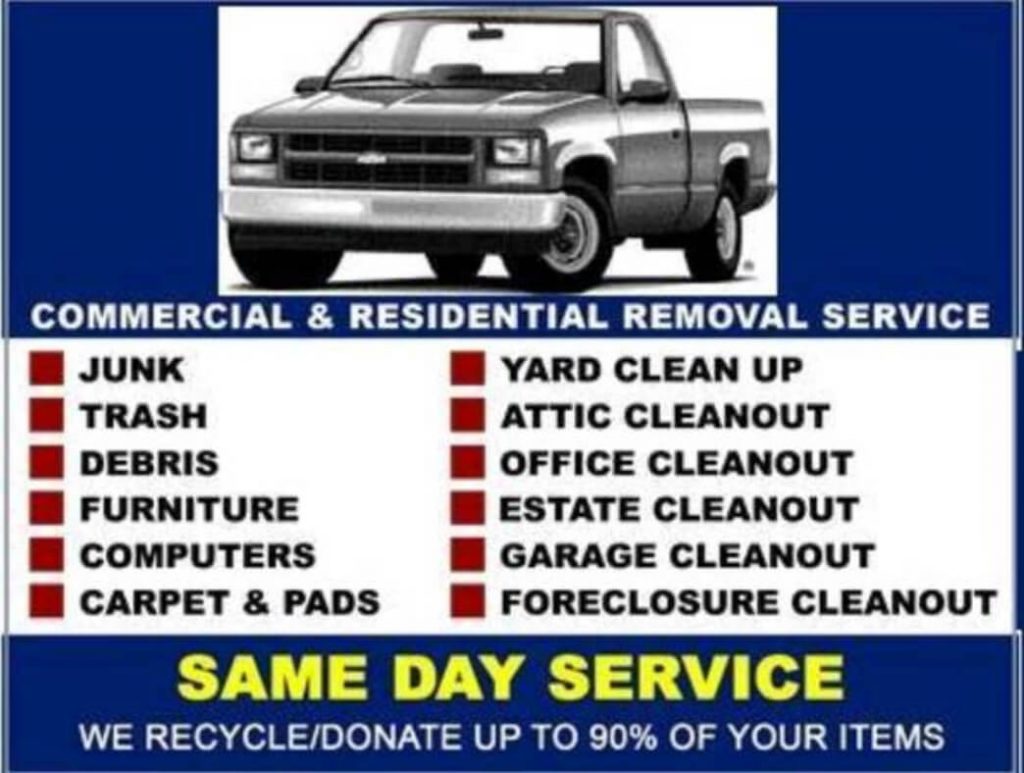 COMMERCIAL & RESIDENTIAL REMOVAL SERVICE
JUNK
TRASH
DEBRIS
FURNITURE
COMPUTERS
CARPET & PADS
YARD CLEAN UP
ATTIC CLEANOUT
OFFICE CLEANOUT
ESTATE CLEANOUT
GARAGE CLEANOUT
FORECLOSURE CLEANOUT
SAME DAY SERVICE
WE RECYCLE/DONATE UP TO 90% OF YOUR ITEMS